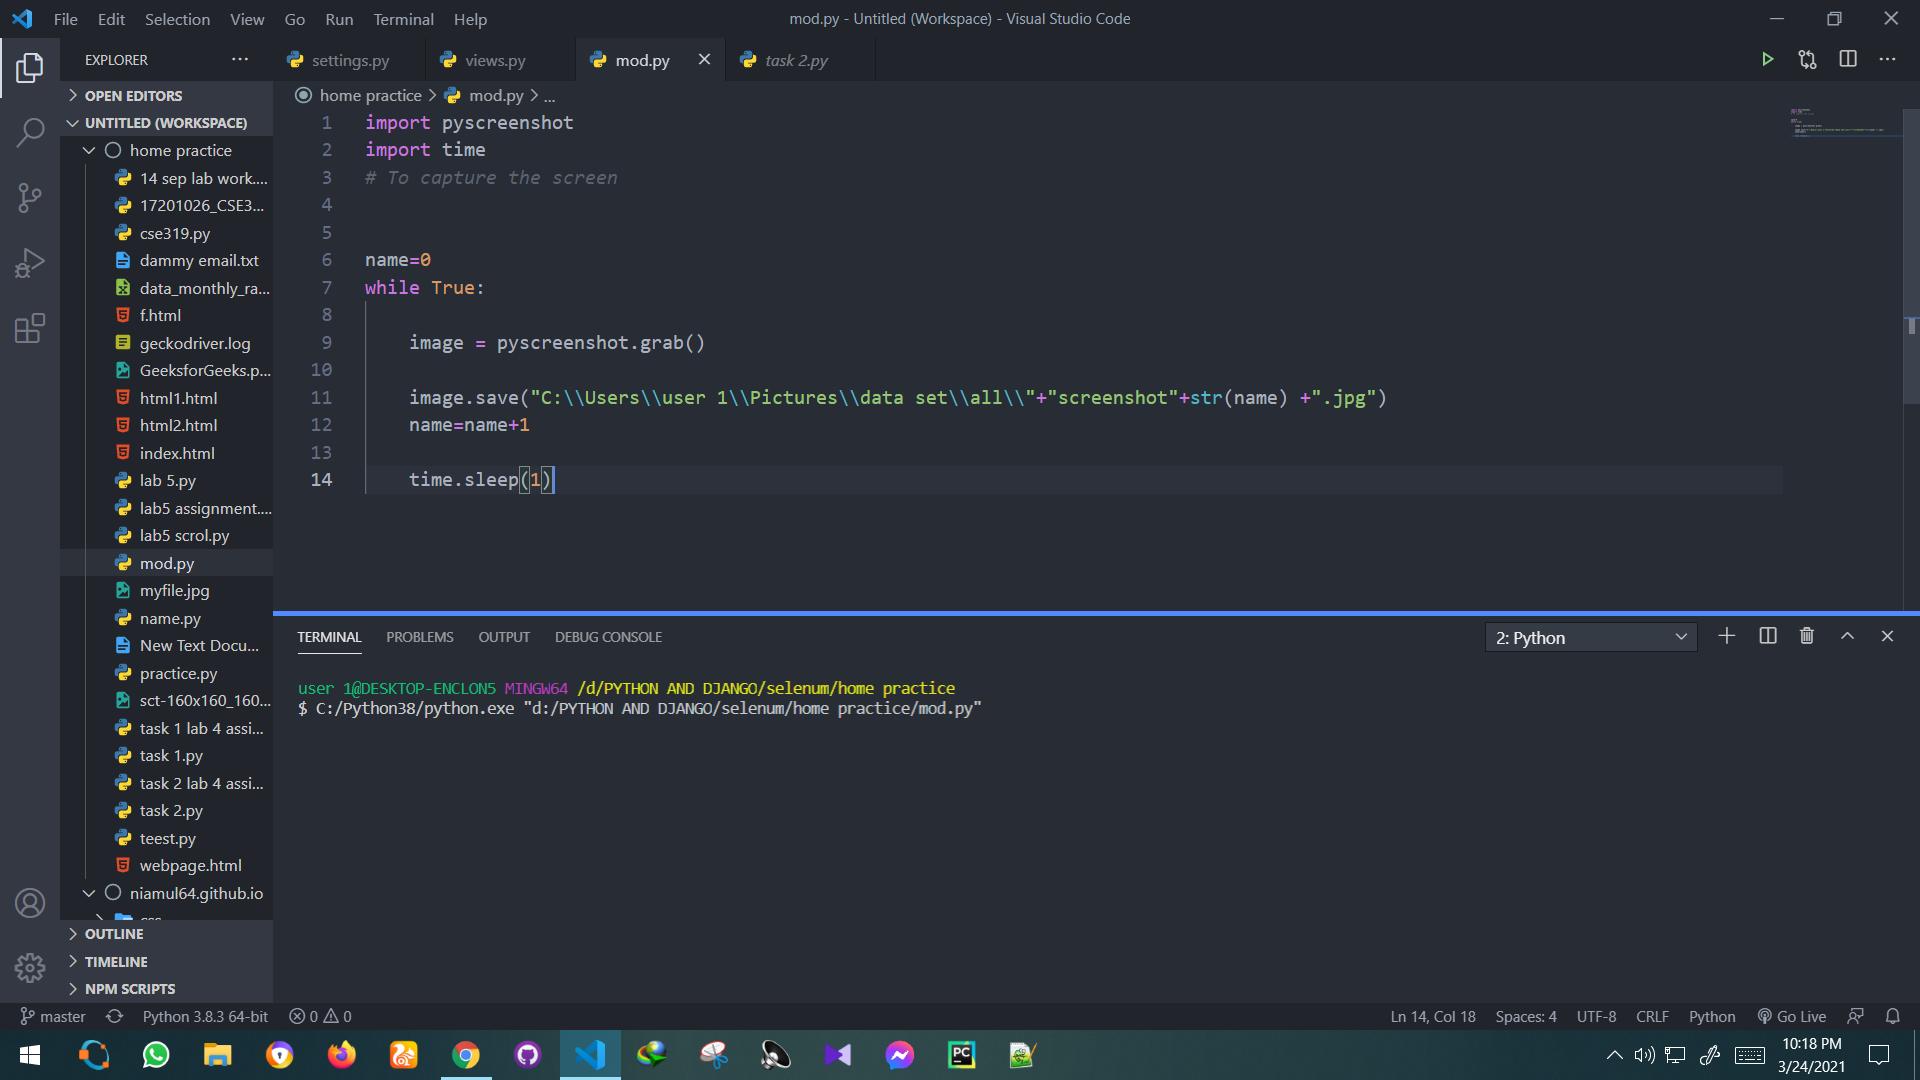 File Edit Selection View Go Run Terminal Help
mod.py - Untitled (Workspace) - Visual Studio Code
EXPLORER
settings.py
views.py
mod.py
task 2.py
OPEN EDITORS
UNTITLED (WORKSPACE)
home practice
14 sep lab work....
17201026_CSE3...
cse319.py
dammy email.txt
data_monthly_ra...
f.html
geckodriver.log
GeeksforGeeks.p...
html1.html
html2.html
index.html
lab 5.py
lab5 assignment....
lab5 scrol.py
mod.py
myfile.jpg
name.py
New Text Docu...
practice.py
sct-160x160_160...
task 1 lab 4 assi...
task 1.py
task 2 lab 4 assi...
task 2.py
teest.py
webpage.html
niamul64.github.io
css
OUTLINE
TIMELINE
NPM SCRIPTS
home practice > mod.py > ...
1 import pyscreenshot
2 import time
3 # To capture the screen
4
5
6 name=0
7 while True:
8
9 image = pyscreenshot.grab()
10
11 image.save("C:\\Users\\user 1\\Pictures\\data set\\all\\"+"screenshot"+str(name) +".jpg")
12 name=name+1
13
14 time.sleep(1)
TERMINAL PROBLEMS OUTPUT DEBUG CONSOLE
2: Python
user 1@DESKTOP-ENCLON5 MINGW64 /d/PYTHON AND DJANGO/selenum/home practice
$ C:/Python38/python.exe "d:/PYTHON AND DJANGO/selenum/home practice/mod.py"
master
Python 3.8.3 64-bit
0 0
Ln 14, Col 18
Spaces: 4
UTF-8
CRLF
Python
Go Live
PC
10:18 PM
3/24/2021